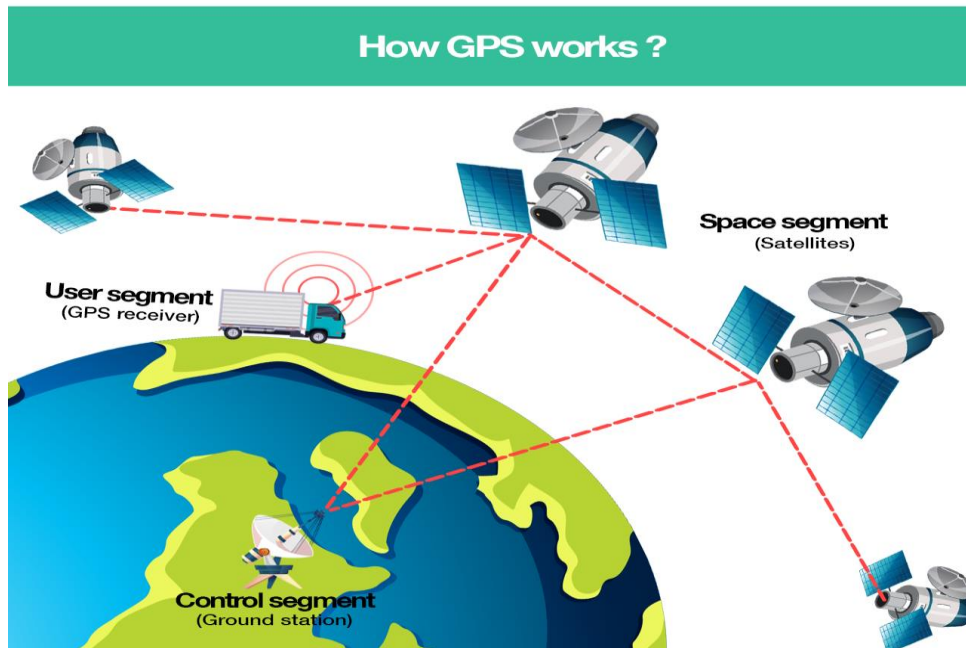 How GPS works ?
Space segment
(Satellites)
User segment
(GPS receiver)
Control segment
(Ground station)